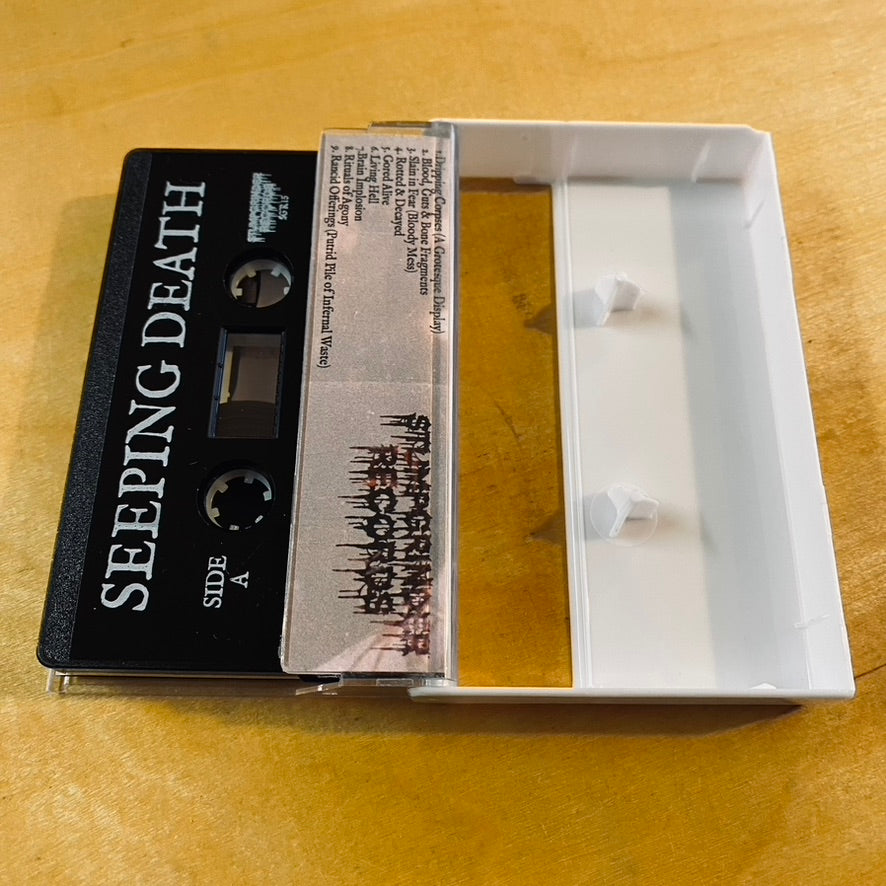 SEEPING DEATH
SIDE
A
1.Dripping Corpses (A Grotesque Display)
2. Blood, Guts & Bone Fragments
3. Slain in Fear (Bloody Mess)
4. Rotted & Decayed
5. Gored Alive
6. Living Hell
7.Brain Implosion
8. Rituals of Agony
9. Rancid Offerings (Putrid Pile of Infernal Waste)
RECORDS